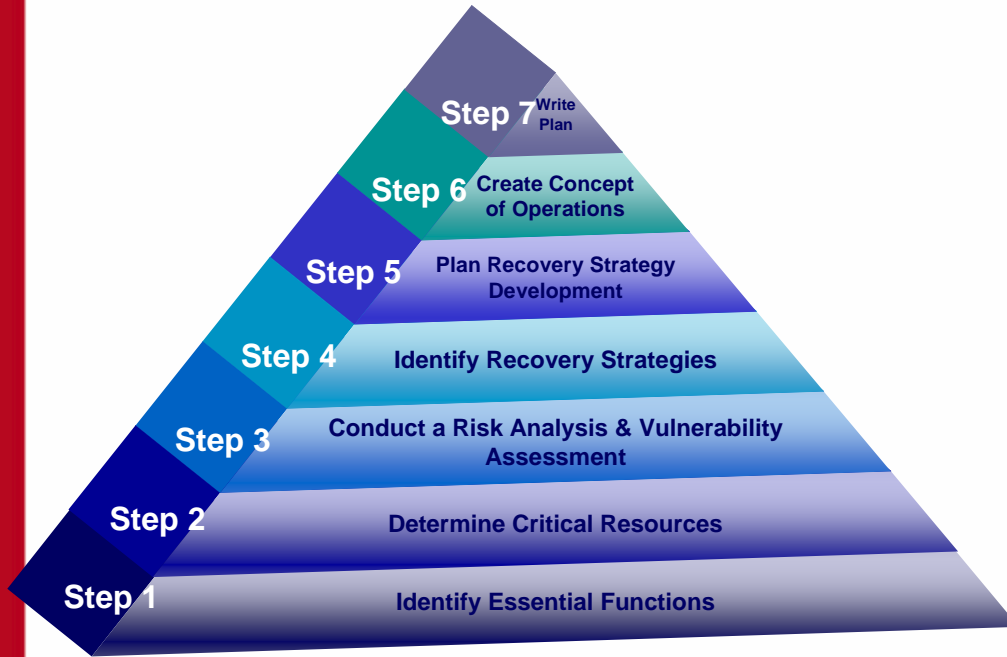 Step 7 Write
Plan
Step 6 Create Concept
of Operations
Step 5 Plan Recovery Strategy
Development
Step 4 Identify Recovery Strategies
Step 3 Conduct a Risk Analysis & Vulnerability
Assessment
Step 2 Determine Critical Resources
Step 1 Identify Essential Functions